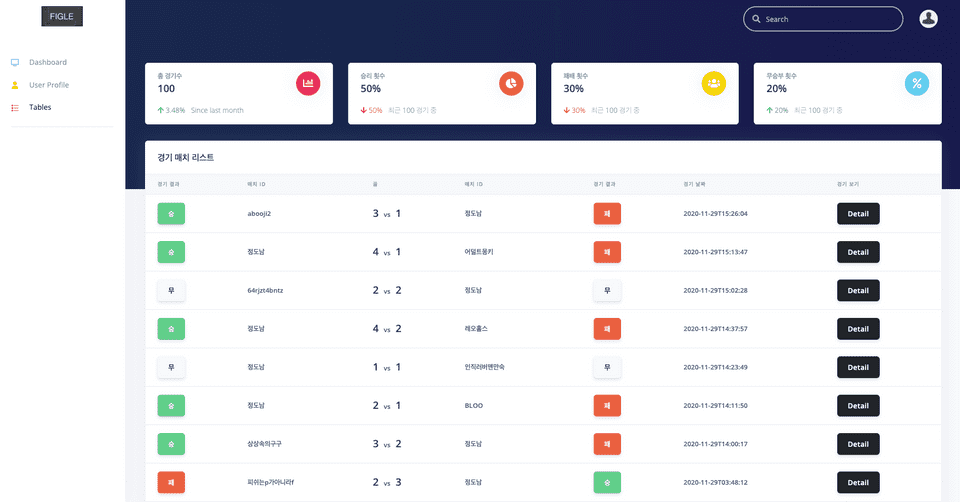 FIGLE
Search
Dashboard
User Profile
Tables
총 경기수
100
3.48% Since last month
승리 횟수
50%
50% 최근 100 경기 중
패배 횟수
30%
30% 최근 100 경기 중
무승부 횟수
20%
20% 최근 100 경기 중
경기 매치 리스트
경기 결과 매치 ID 골 매치 ID 경기 결과 경기 날짜 경기 보기
승 abooji2 3 vs 1 정도남 패 2020-11-29T15:26:04 Detail
승 정도남 4 vs 1 어덜트몽키 패 2020-11-29T15:13:47 Detail
무 64rjzt4bntz 2 vs 2 정도남 무 2020-11-29T15:02:28 Detail
승 정도남 4 vs 2 레오훌스 패 2020-11-29T14:37:57 Detail
무 정도남 1 vs 1 인직러버맨만숙 무 2020-11-29T14:23:49 Detail
승 정도남 2 vs 1 BLOO 패 2020-11-29T14:11:50 Detail
승 상상속의구구 3 vs 2 정도남 패 2020-11-29T14:00:17 Detail
패 피쉬는p가아니라f 2 vs 3 정도남 승 2020-11-29T03:48:12 Detail